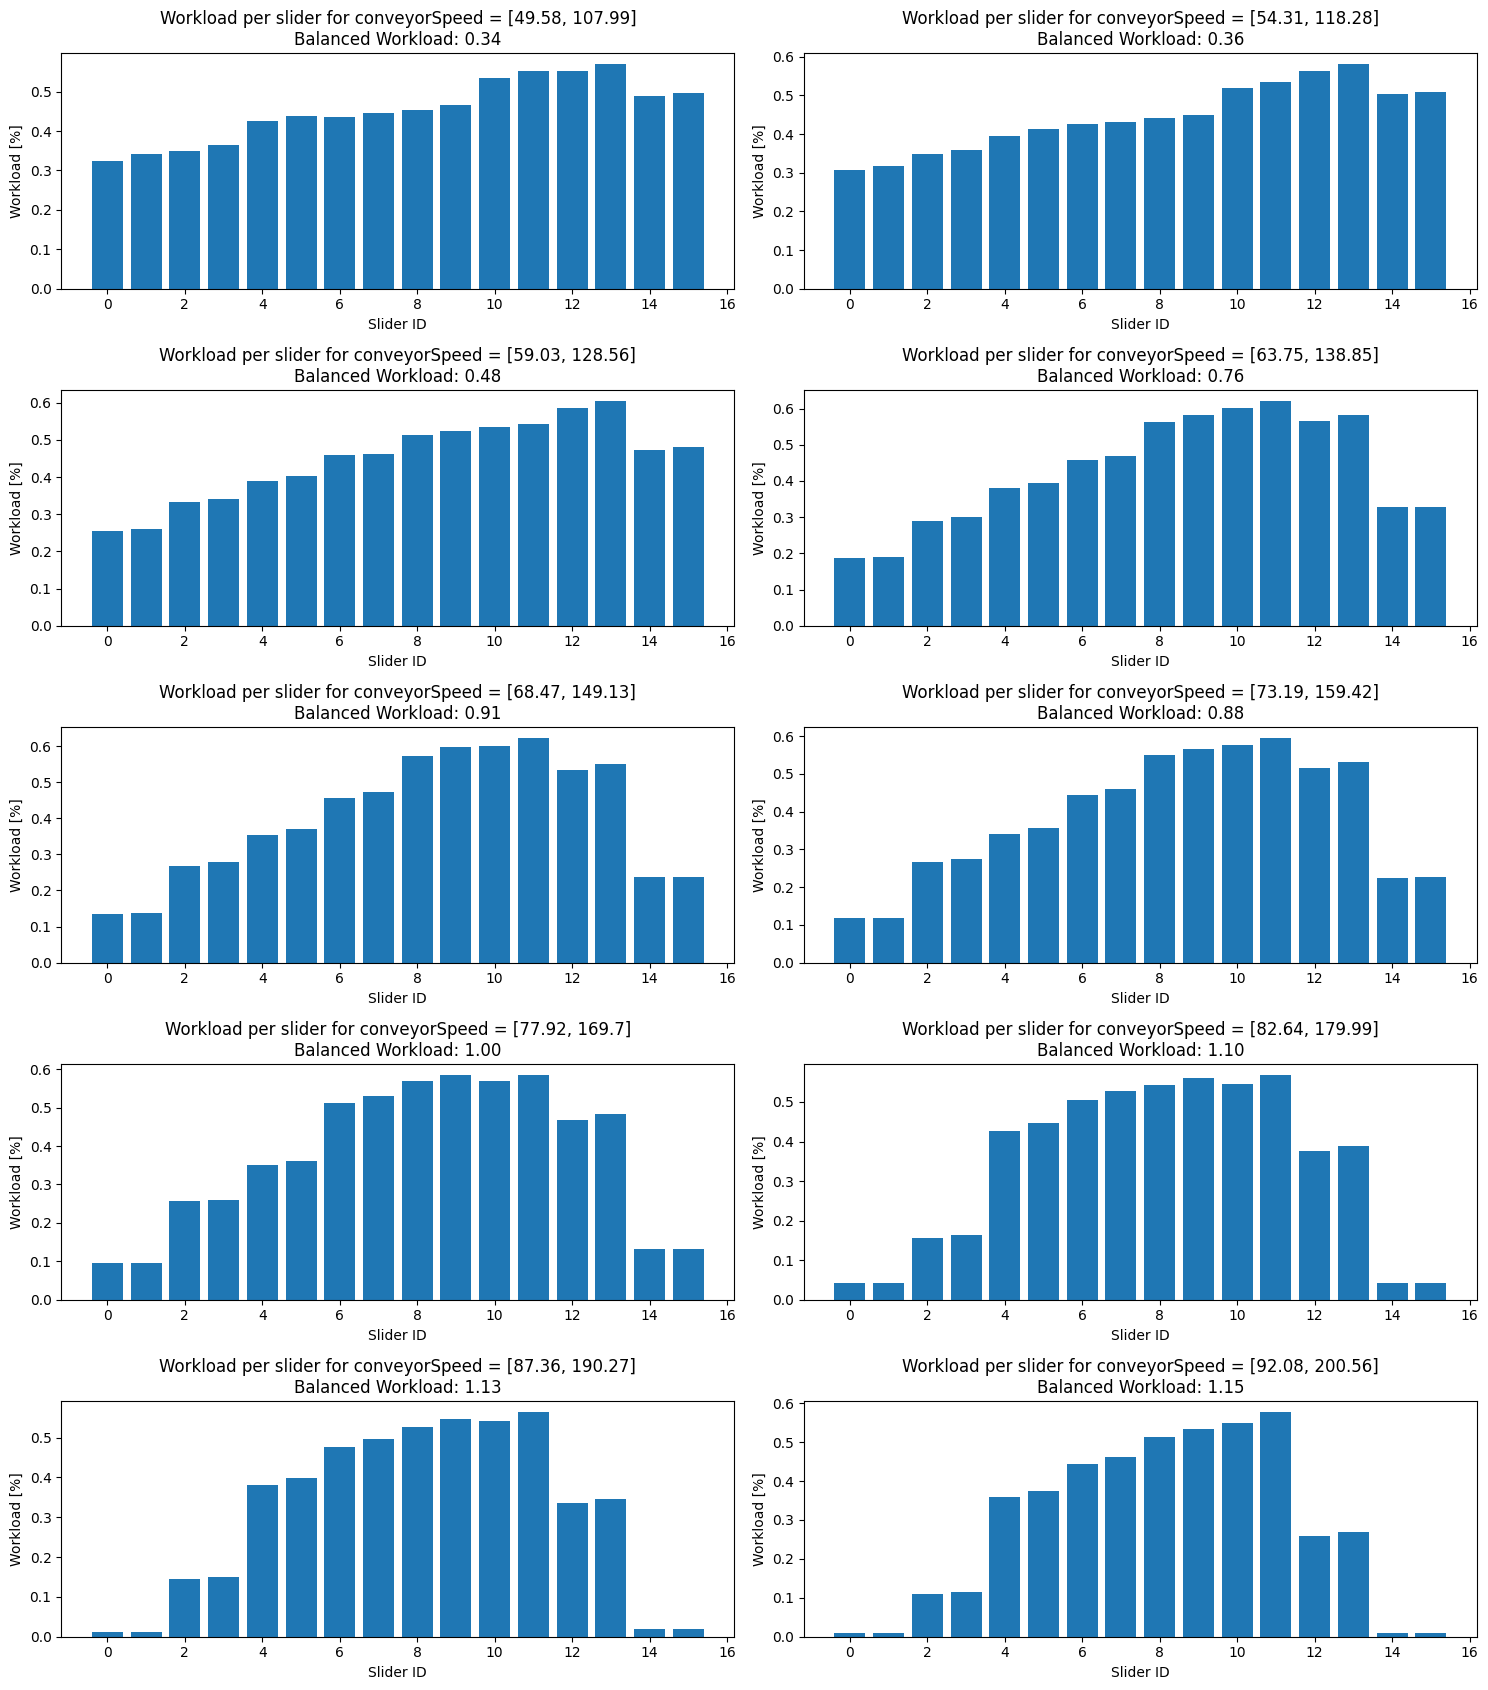 Workload per slider for conveyorSpeed = [49.58, 107.99]
Balanced Workload: 0.34
0.5
0.4
0.3
0.2
0.1
0.0
Workload [%]
0 2 4 6 8 10 12 14 16
Slider ID
Workload per slider for conveyorSpeed = [54.31, 118.28]
Balanced Workload: 0.36
0.6
0.5
0.4
0.3
0.2
0.1
0.0
Workload [%]
0 2 4 6 8 10 12 14 16
Slider ID
Workload per slider for conveyorSpeed = [59.03, 128.56]
Balanced Workload: 0.48
0.6
0.5
0.4
0.3
0.2
0.1
0.0
Workload [%]
0 2 4 6 8 10 12 14 16
Slider ID
Workload per slider for conveyorSpeed = [63.75, 138.85]
Balanced Workload: 0.76
0.6
0.5
0.4
0.3
0.2
0.1
0.0
Workload [%]
0 2 4 6 8 10 12 14 16
Slider ID
Workload per slider for conveyorSpeed = [68.47, 149.13]
Balanced Workload: 0.91
0.6
0.5
0.4
0.3
0.2
0.1
0.0
Workload [%]
0 2 4 6 8 10 12 14 16
Slider ID
Workload per slider for conveyorSpeed = [73.19, 159.42]
Balanced Workload: 0.88
0.6
0.5
0.4
0.3
0.2
0.1
0.0
Workload [%]
0 2 4 6 8 10 12 14 16
Slider ID
Workload per slider for conveyorSpeed = [77.92, 169.7]
Balanced Workload: 1.00
0.6
0.5
0.4
0.3
0.2
0.1
0.0
Workload [%]
0 2 4 6 8 10 12 14 16
Slider ID
Workload per slider for conveyorSpeed = [82.64, 179.99]
Balanced Workload: 1.10
0.5
0.4
0.3
0.2
0.1
0.0
Workload [%]
0 2 4 6 8 10 12 14 16
Slider ID
Workload per slider for conveyorSpeed = [87.36, 190.27]
Balanced Workload: 1.13
0.5
0.4
0.3
0.2
0.1
0.0
Workload [%]
0 2 4 6 8 10 12 14 16
Slider ID
Workload per slider for conveyorSpeed = [92.08, 200.56]
Balanced Workload: 1.15
0.6
0.5
0.4
0.3
0.2
0.1
0.0
Workload [%]
0 2 4 6 8 10 12 14 16
Slider ID